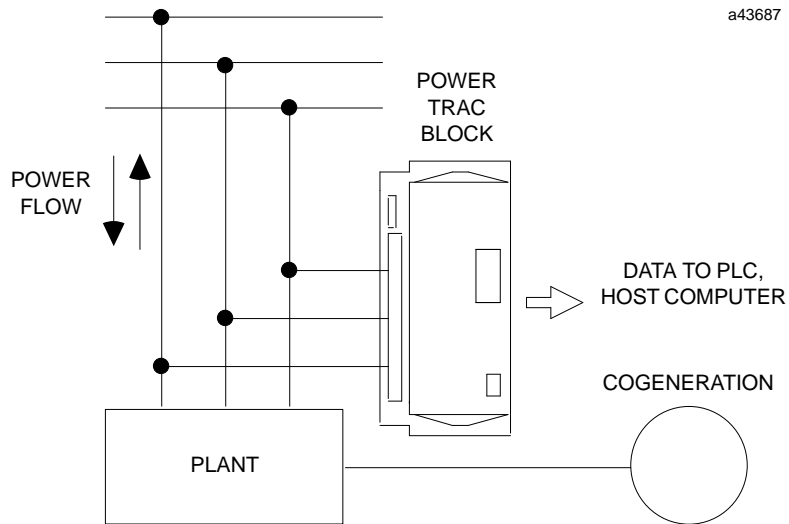 a43687
POWER
TRAC
BLOCK
POWER
FLOW
DATA TO PLC,
HOST COMPUTER
COGENERATION
PLANT